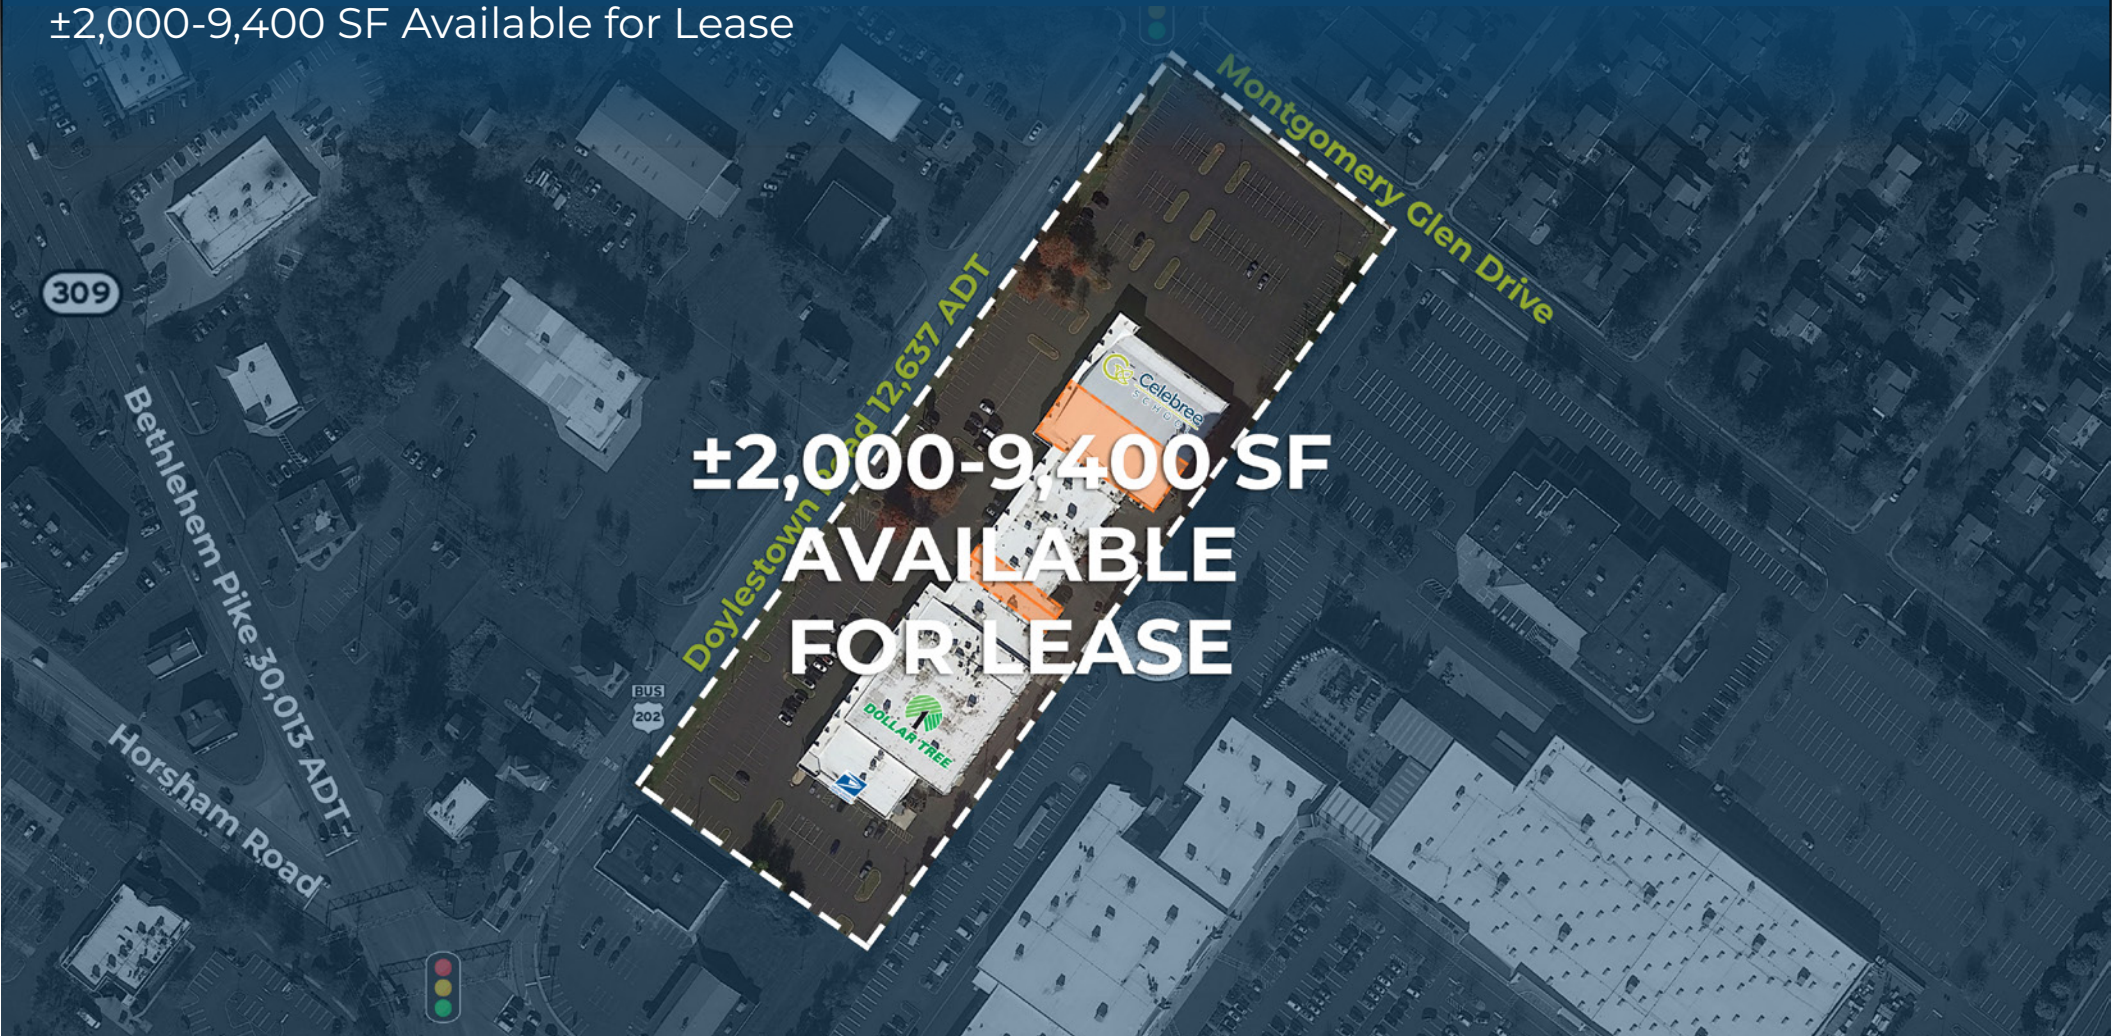 ±2,000-9,400 SF Available for Lease
Montgomery Glen Drive
309
Doylestown Road 12,637 ADT
Celebree
SCHOOL
±2,000-9,400 SF
AVAILABLE
FOR LEASE
Bethlehem Pike 30,013 ADT
BUS
202
DOLLAR TREE
Horsham Road